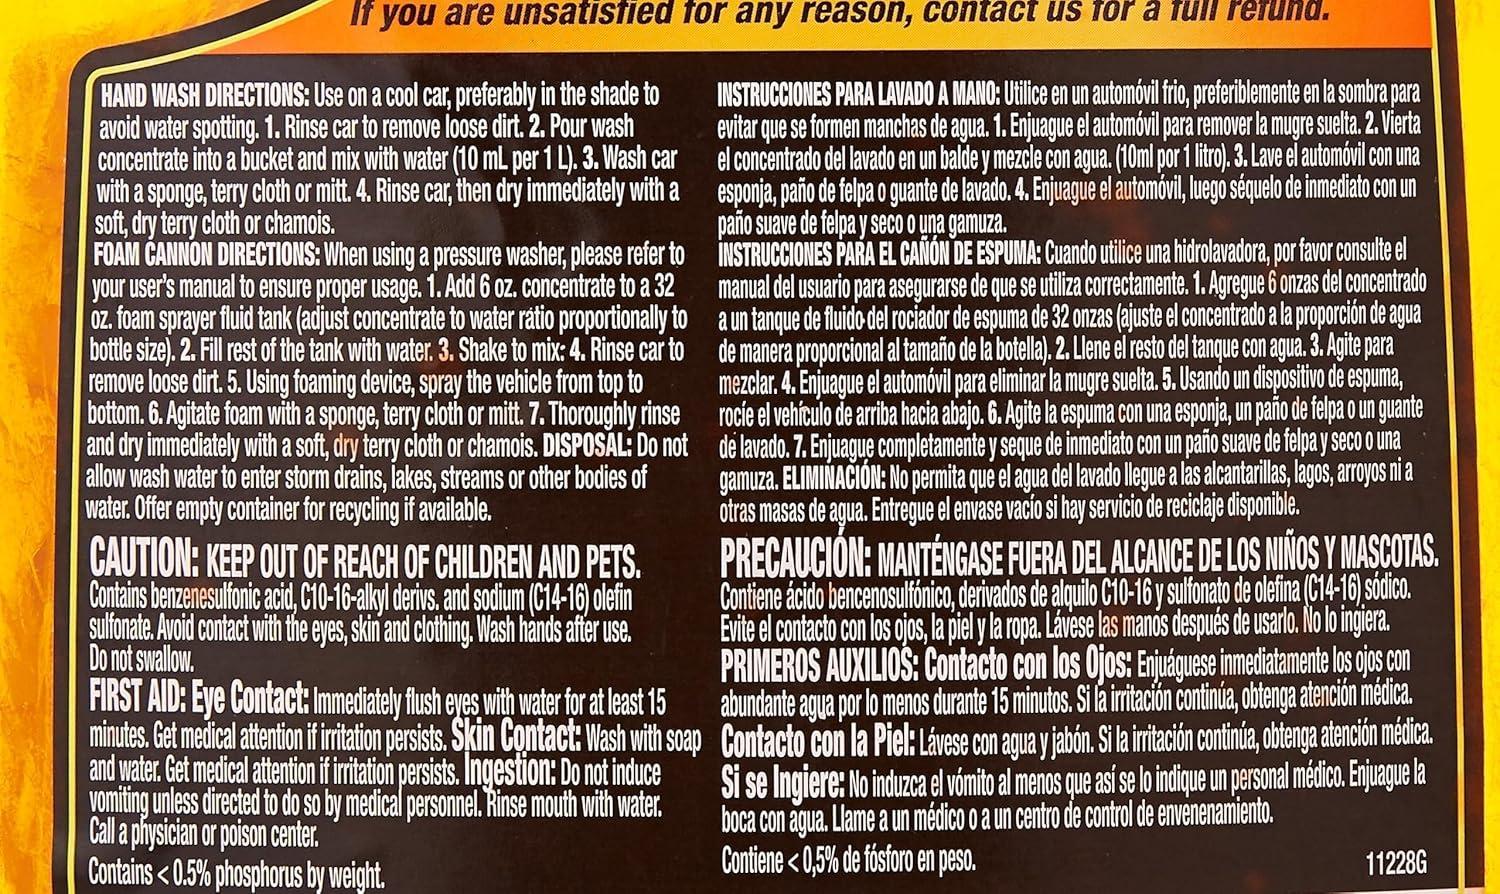 If you are unsatisfied for any reason, contact us for a full refund.
HAND WASH DIRECTIONS: Use on a cool car, preferably in the shade to
avoid water spotting. 1. Rinse car to remove loose dirt. 2. Pour wash
concentrate into a bucket and mix with water (10 mL per 1 L). 3. Wash car
with a sponge, terry cloth or mitt. 4. Rinse car, then dry immediately with a
soft, dry terry cloth or chamois.
FOAM CANNON DIRECTIONS: When using a pressure washer, please refer to
your user's manual to ensure proper usage. 1. Add 6 oz. concentrate to a 32
oz. foam sprayer fluid tank (adjust concentrate to water ratio proportionally to
bottle size). 2. Fill rest of the tank with water. 3. Shake to mix: 4. Rinse car to
remove loose dirt. 5. Using foaming device, spray the vehicle from top to
bottom. 6. Agitate foam with a sponge, terry cloth or mitt. 7. Thoroughly rinse
and dry immediately with a soft, dry terry cloth or chamois. DISPOSAL: Do not
allow wash water to enter storm drains, lakes, streams or other bodies of
water. Offer empty container for recycling if available.
CAUTION: KEEP OUT OF REACH OF CHILDREN AND PETS.
Contains benzenesulfonic acid, C10-16-alkyl derivs. and sodium (C14-16) olefin
sulfonate. Avoid contact with the eyes, skin and clothing. Wash hands after use.
Do not swallow.
FIRST AID: Eye Contact: Immediately flush eyes with water for at least 15
minutes. Get medical attention if irritation persists. Skin Contact: Wash with soap
and water. Get medical attention if irritation persists. Ingestion: Do not induce
vomiting unless directed to do so by medical personnel. Rinse mouth with water.
Call a physician or poison center.
Contains < 0.5% phosphorus by weight.
INSTRUCCIONES PARA LAVADO A MANO: Utilice en un automóvil frio, preferiblemente en la sombra para
evitar que se formen manchas de agua. 1. Enjuague el automóvil para remover la mugre suelta. 2. Vierta
el concentrado del lavado en un balde y mezcle con agua. (10ml por 1 litro). 3. Lave el automóvil con una
esponja, paño de felpa o guante de lavado. 4. Enjuague el automóvil, luego séquelo de inmediato con un
paño suave de felpa y seco o una gamuza.
INSTRUCCIONES PARA EL CAÑÓN DE ESPUMA: Cuando utilice una hidrolavadora, por favor consulte el
manual del usuario para asegurarse de que se utiliza correctamente. 1. Agregue 6 onzas del concentrado
a un tanque de fluido del rociador de espuma de 32 onzas (ajuste el concentrado a la proporción de agua
de manera proporcional al tamaño de la botella). 2. Llene el resto del tanque con agua. 3. Agite para
mezclar. 4. Enjuague el automóvil para eliminar la mugre suelta. 5. Usando un dispositivo de espuma,
rocíe el vehículo de arriba hacia abajo. 6. Agite la espuma con una esponja, un paño de felpa o un guante
de lavado. 7. Enjuague completamente y seque de inmediato con un paño suave de felpa y seco o una
gamuza. ELIMINACIÓN: No permita que el agua del lavado llegue a las alcantarillas, lagos, arroyos ni a
otras masas de agua. Entregue el envase vacío si hay servicio de reciclaje disponible.
PRECAUCIÓN: MANTÉNGASE FUERA DEL ALCANCE DE LOS NIÑOS Y MASCOTAS.
Contiene ácido bencenosulfónico, derivados de alquilo C10-16 y sulfonato de olefina (C14-16) sódico.
Evite el contacto con los ojos, la piel y la ropa. Lávese las manos después de usarlo. No lo ingiera.
PRIMEROS AUXILIOS: Contacto con los Ojos: Enjuáguese inmediatamente los ojos con
abundante agua por lo menos durante 15 minutos. Si la irritación continúa, obtenga atención médica.
Contacto con la Piel: Lávese con agua y jabón. Si la irritación continúa, obtenga atención médica.
Si se Ingiere: No induzca el vómito al menos que así se lo indique un personal médico. Enjuague la
boca con agua. Llame a un médico o a un centro de control de envenenamiento.
Contiene < 0,5% de fósforo en peso.
11228G